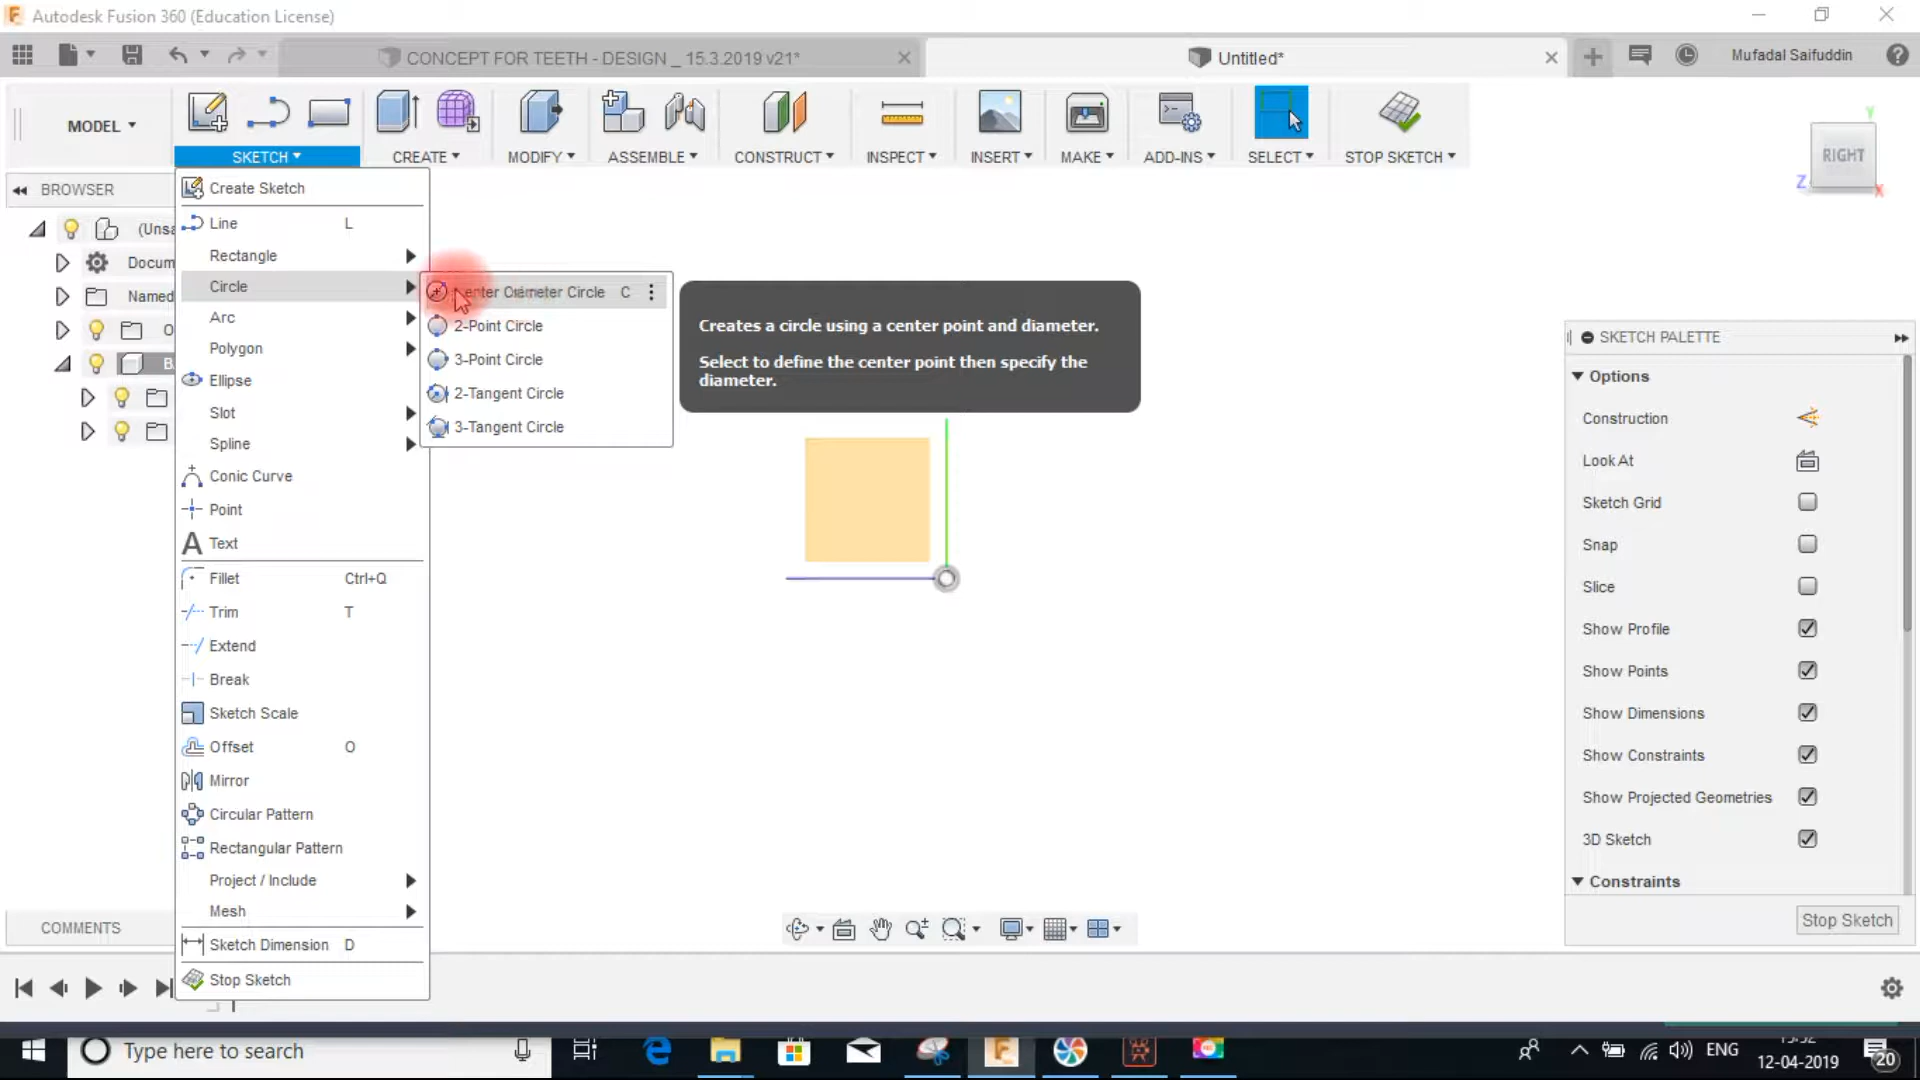 Autodesk Fusion 360 (Education License)
CONCEPT FOR TEETH - DESIGN _ 15.3.2019 v21*
Untitled*
Mufadal Saifuddin
MODEL
SKETCH
CREATE
MODIFY
ASSEMBLE
CONSTRUCT
INSPECT
INSERT
MAKE
ADD-INS
SELECT
STOP SKETCH
Y
RIGHT
Z
X
BROWSER
(Unsa
Docum
Named
O
B
Create Sketch
Line L
Rectangle
Circle
Arc
Polygon
Ellipse
Slot
Spline
Conic Curve
Point
Text
Fillet Ctrl+Q
Trim T
Extend
Break
Sketch Scale
Offset O
Mirror
Circular Pattern
Rectangular Pattern
Project / Include
Mesh
Sketch Dimension D
Stop Sketch
Center Diameter Circle C
2-Point Circle
3-Point Circle
2-Tangent Circle
3-Tangent Circle
Creates a circle using a center point and diameter.
Select to define the center point then specify the
diameter.
SKETCH PALETTE
Options
Construction
Look At
Sketch Grid
Snap
Slice
Show Profile
Show Points
Show Dimensions
Show Constraints
Show Projected Geometries
3D Sketch
Constraints
Stop Sketch
COMMENTS
Type here to search
ENG
12-04-2019
20